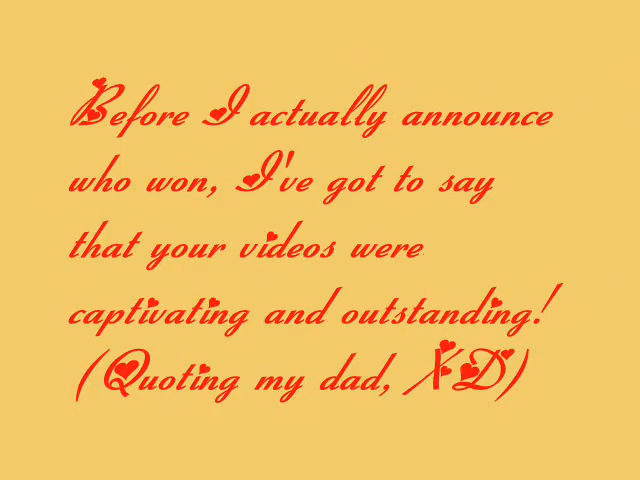 Before I actually announce
who won, I've got to say
that your videos were
captivating and outstanding!
(Quoting my dad, XD)